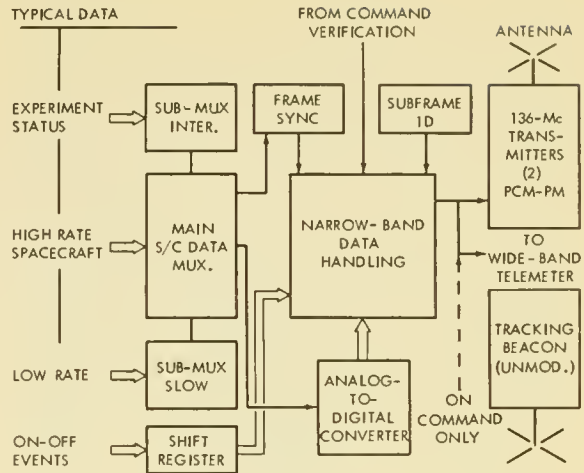 TYPICAL DATA
FROM COMMAND
VERIFICATION
ANTENNA
EXPERIMENT
STATUS
SUB-MUX
INTER.
FRAME
SYNC
SUBFRAME
ID
136-Mc
TRANS-
MITTERS
(2)
PCM-PM
HIGH RATE
SPACECRAFT
MAIN
S/C DATA
MUX.
NARROW-BAND
DATA
HANDLING
TO
WIDE-BAND
TELEMETER
LOW RATE
SUB-MUX
SLOW
ANALOG-
TO-
DIGITAL
CONVERTER
TRACKING
BEACON
(UNMOD.)
ON
COMMAND
ONLY
ON-OFF
EVENTS
SHIFT
REGISTER